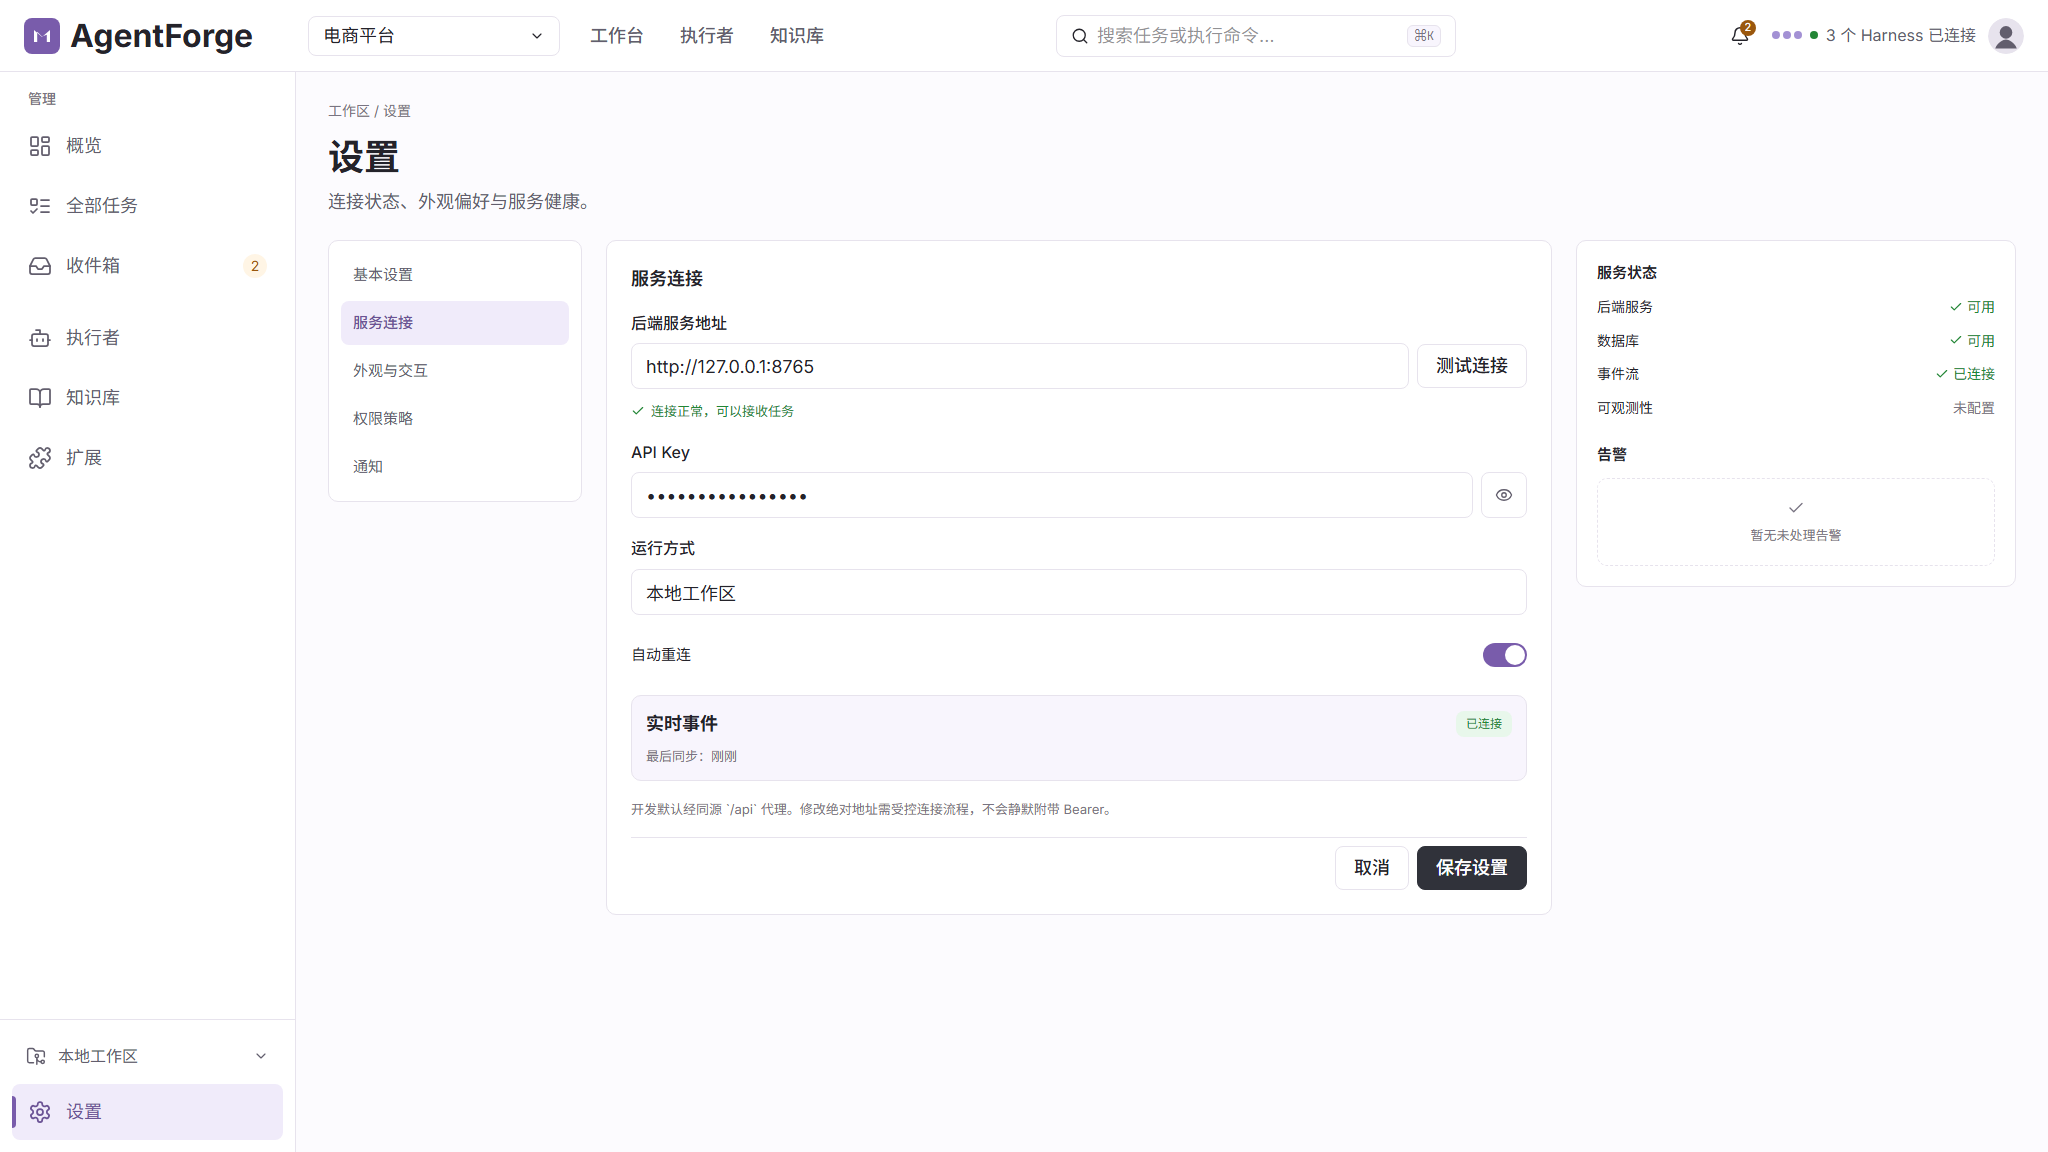 AgentForge
电商平台
工作台
执行者
知识库
搜索任务或执行命令...
⌘K
2
3 个 Harness 已连接
管理
概览
全部任务
收件箱
2
执行者
知识库
扩展
本地工作区
设置
工作区 / 设置
设置
连接状态、外观偏好与服务健康。
基本设置
服务连接
外观与交互
权限策略
通知
服务连接
后端服务地址
http://127.0.0.1:8765
测试连接
连接正常，可以接收任务
API Key
••••••••••••••••
运行方式
本地工作区
自动重连
实时事件
已连接
最后同步：刚刚
开发默认经同源 `/api` 代理。修改绝对地址需受控连接流程，不会静默附带 Bearer。
取消
保存设置
服务状态
后端服务
可用
数据库
可用
事件流
已连接
可观测性
未配置
告警
暂无未处理告警